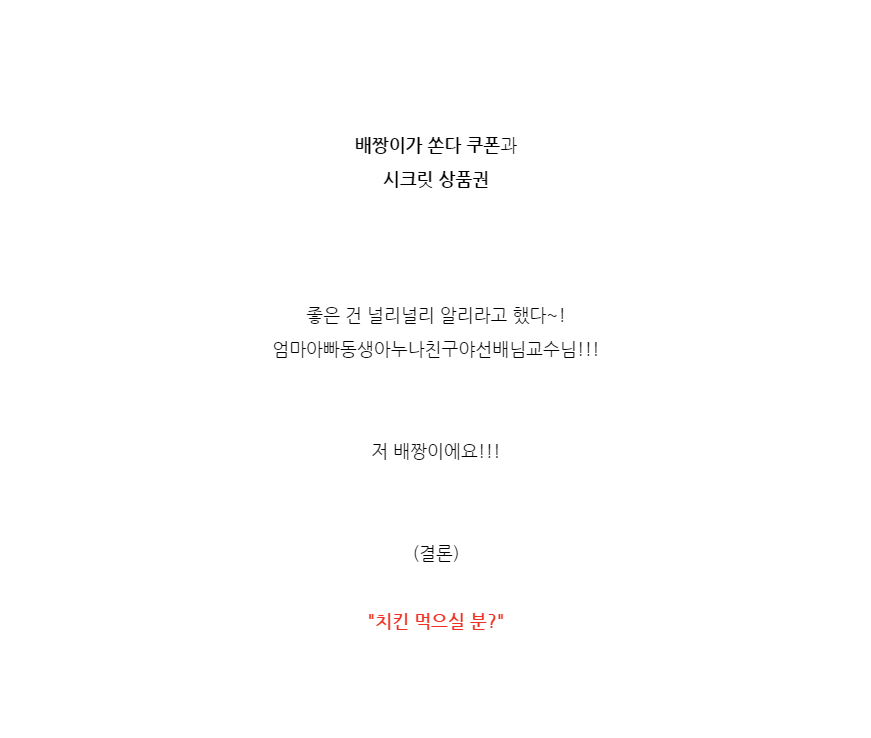 배짱이가 쏜다 쿠폰과
시크릿 상품권
좋은 건 널리널리 알리라고 했다~!
엄마아빠동생아누나친구야선배님교수님!!!
저 배짱이에요!!!
(결론)
"치킨 먹으실 분?"